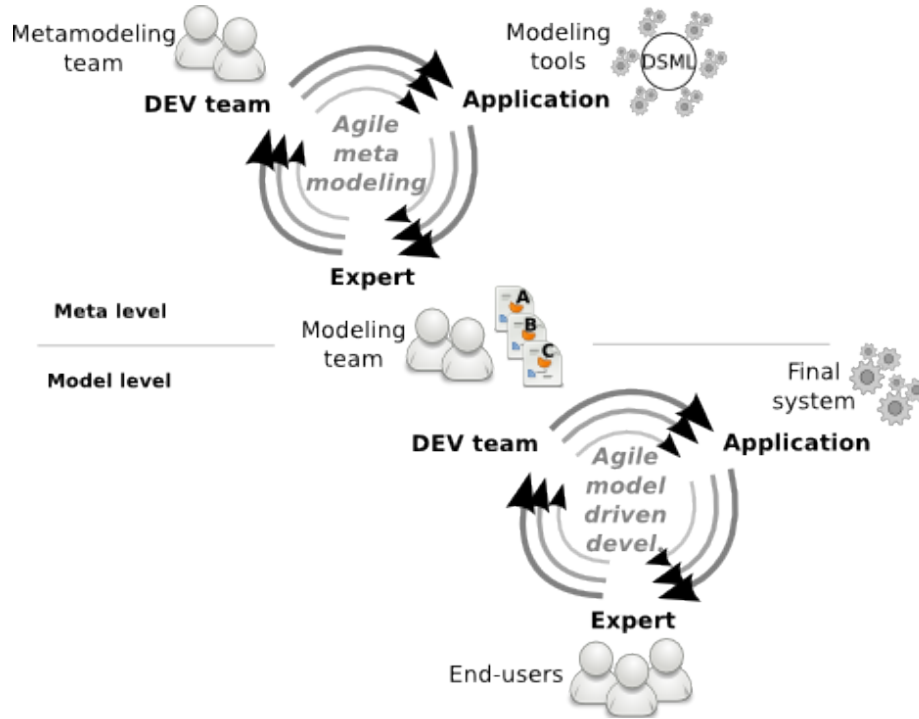 Metamodeling
team
DEV team
Modeling
tools
DSML
Application
Agile
meta
modeling
Expert
Meta level
Model level
Modeling
team
A
B
C
Final
system
DEV team
Application
Agile
model
driven
devel.
Expert
End-users